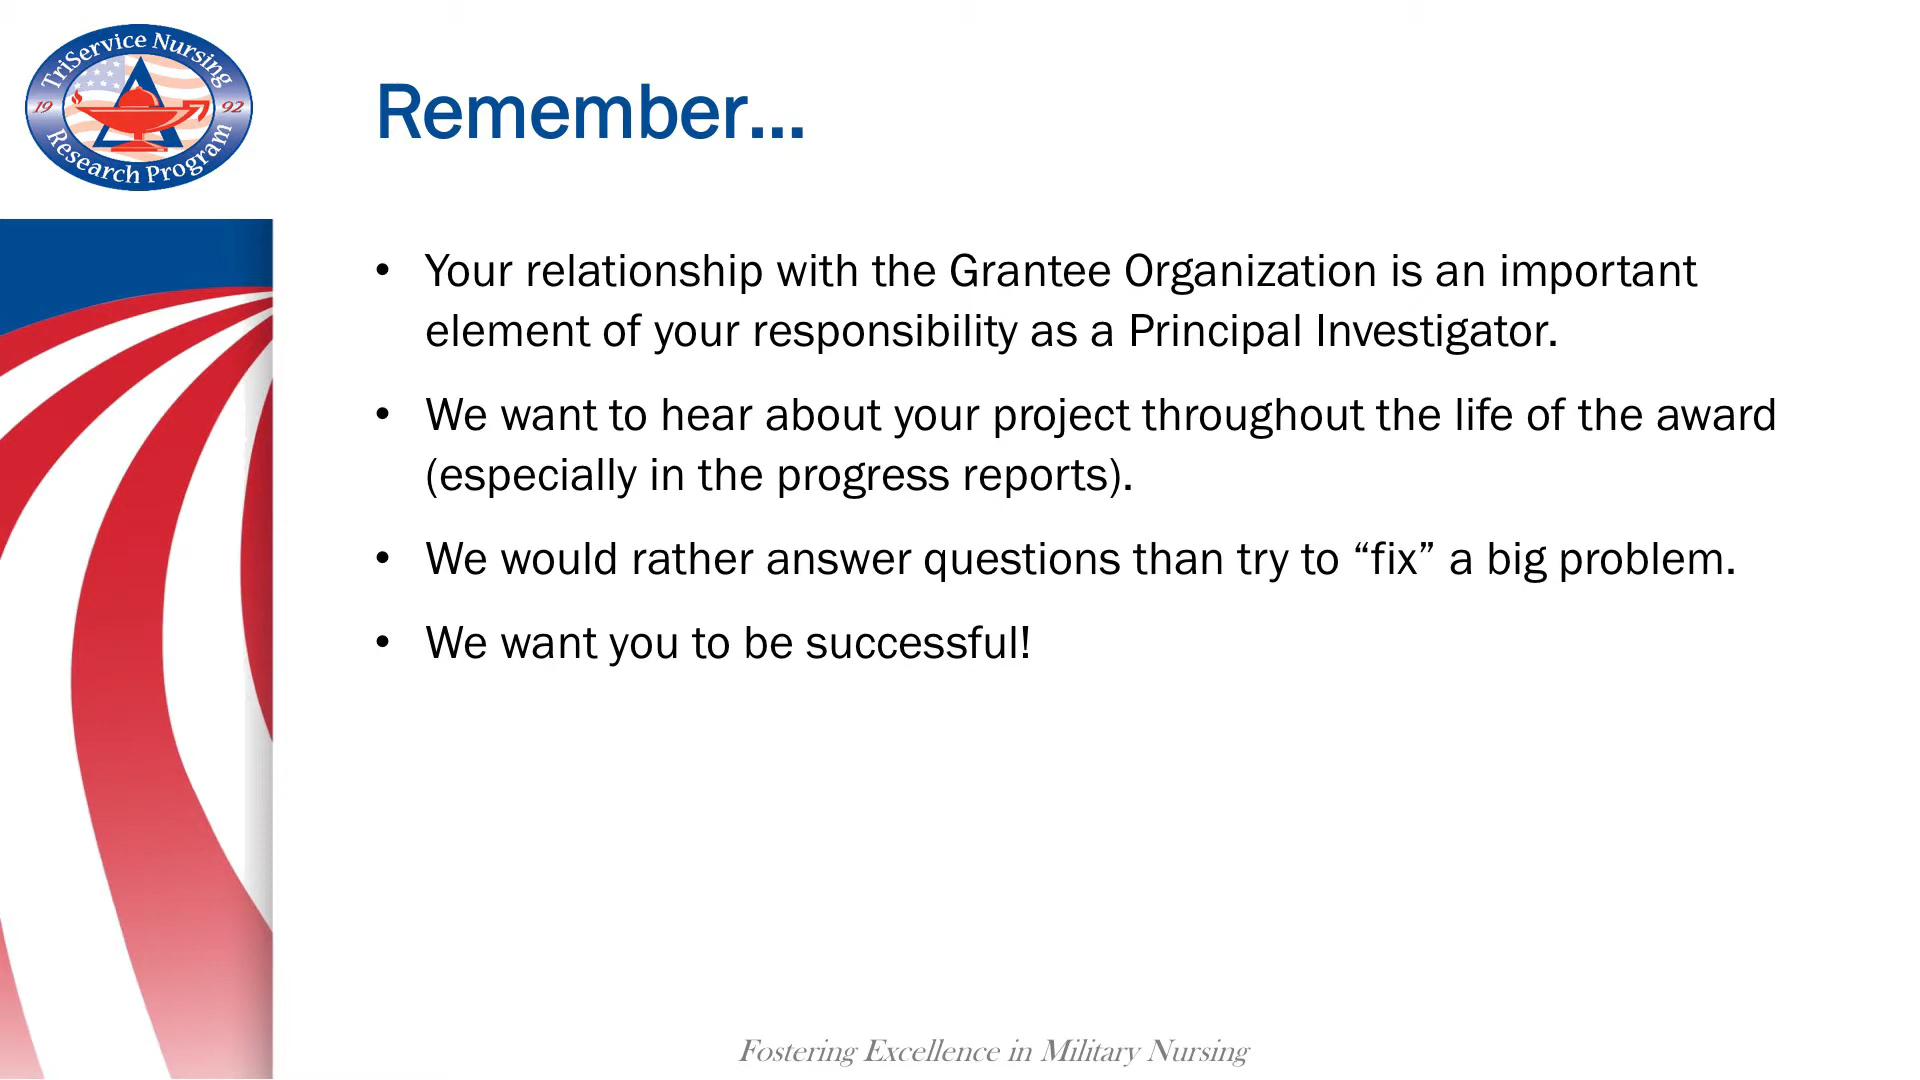 TriService Nursing
19 92
Research Program
Remember...
• Your relationship with the Grantee Organization is an important
element of your responsibility as a Principal Investigator.
• We want to hear about your project throughout the life of the award
(especially in the progress reports).
• We would rather answer questions than try to “fix” a big problem.
• We want you to be successful!
Fostering Excellence in Military Nursing